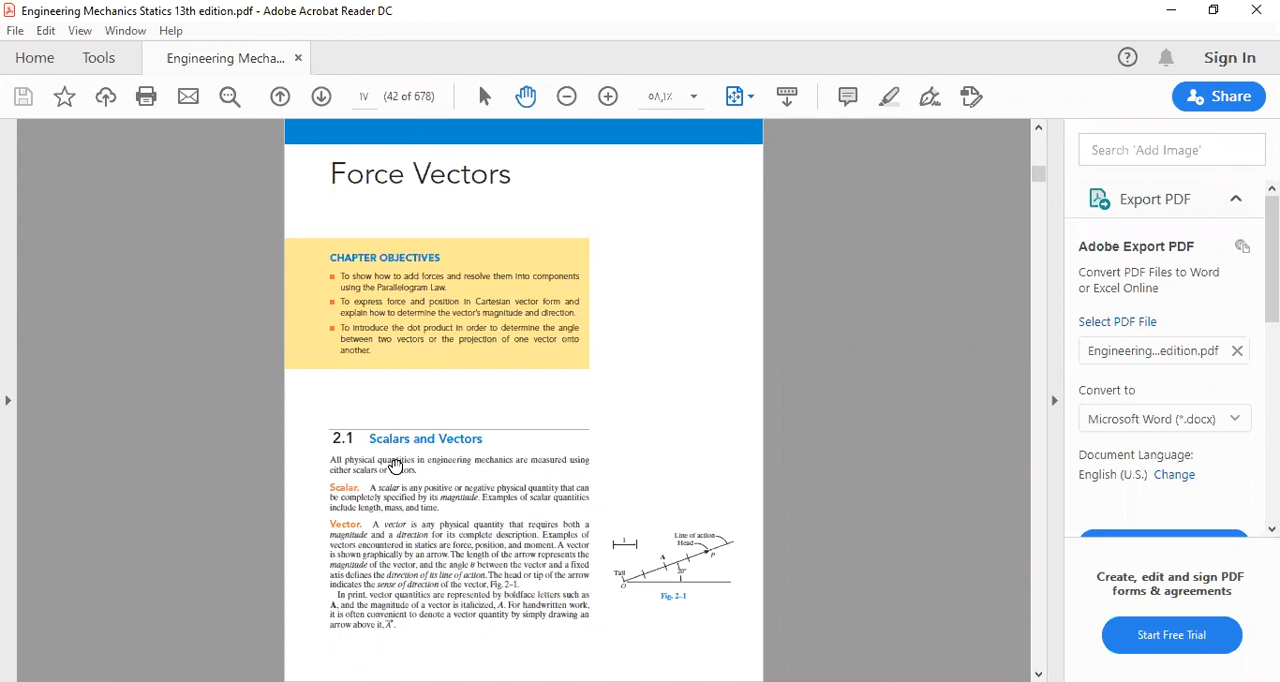 Engineering Mechanics Statics 13th edition.pdf - Adobe Acrobat Reader DC
File Edit View Window Help
Home Tools Engineering Mecha... × Sign In
١٧ (42 of 678) ٥٨,١٪ Share
Force Vectors
CHAPTER OBJECTIVES
To show how to add forces and resolve them into components
using the Parallelogram Law.
To express force and position in Cartesian vector form and
explain how to determine the vector's magnitude and direction.
To introduce the dot product in order to determine the angle
between two vectors or the projection of one vector onto
another.
2.1 Scalars and Vectors
All physical quantities in engineering mechanics are measured using
either scalars or vectors.
Scalar. A scalar is any positive or negative physical quantity that can
be completely specified by its magnitude. Examples of scalar quantities
include length, mass, and time.
Vector. A vector is any physical quantity that requires both a
magnitude and a direction for its complete description. Examples of
vectors encountered in statics are force, position, and moment. A vector
is shown graphically by an arrow. The length of the arrow represents the
magnitude of the vector, and the angle θ between the vector and a fixed
axis defines the direction of its line of action. The head or tip of the arrow
indicates the sense of direction of the vector, Fig. 2–1.
In print, vector quantities are represented by boldface letters such as
A, and the magnitude of a vector is italicized, A. For handwritten work,
it is often convenient to denote a vector quantity by simply drawing an
arrow above it, A⃗.
Line of action
Head
1
P
A
Tail
20°
O
Fig. 2–1
Search 'Add Image'
Export PDF
Adobe Export PDF
Convert PDF Files to Word
or Excel Online
Select PDF File
Engineering...edition.pdf
Convert to
Microsoft Word (*.docx)
Document Language:
English (U.S.) Change
Create, edit and sign PDF
forms & agreements
Start Free Trial